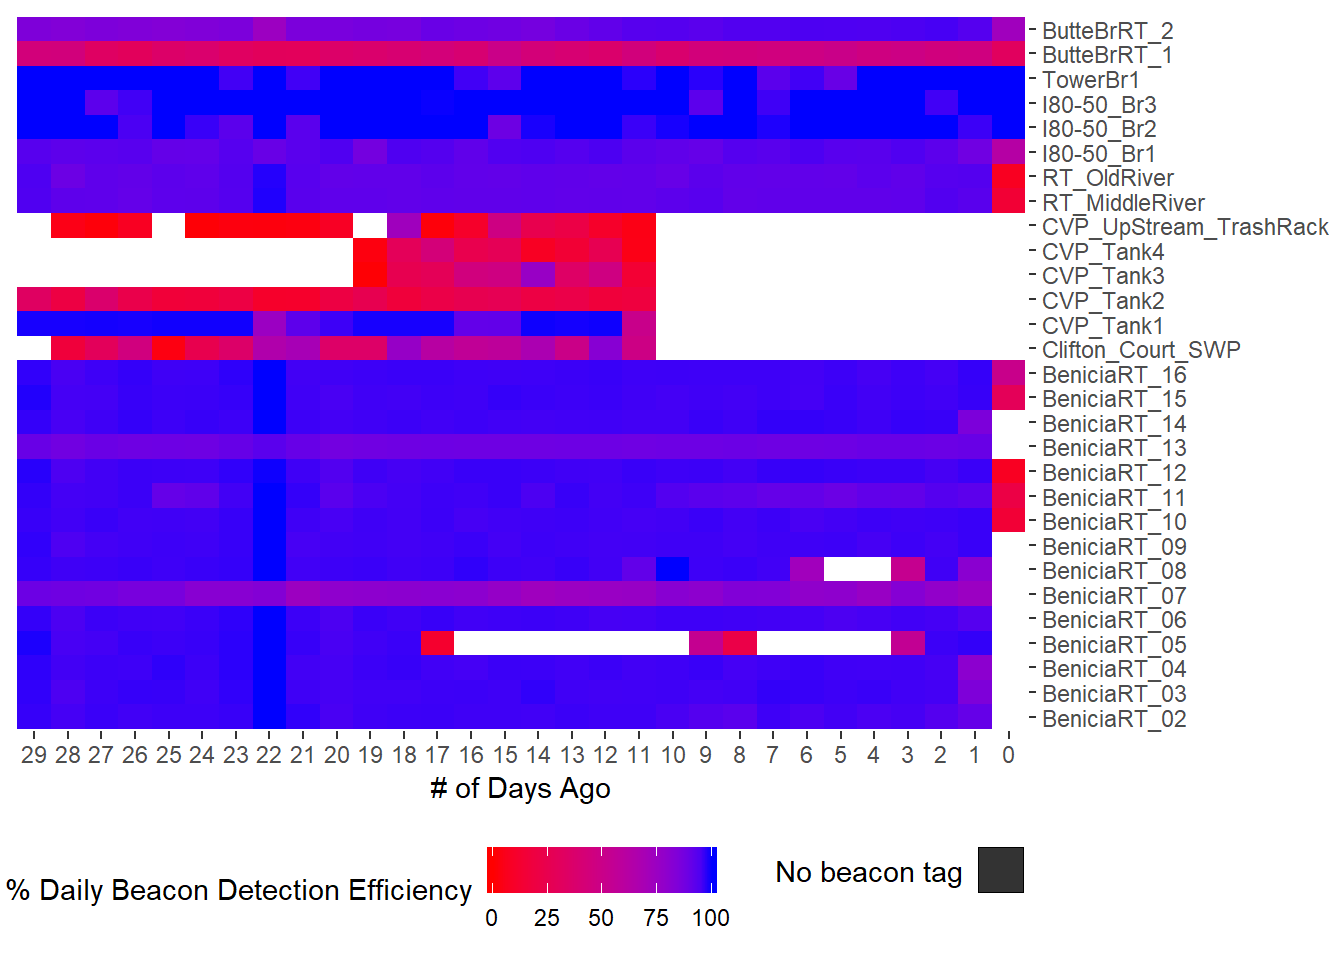 ButteBrRT_2
ButteBrRT_1
TowerBr1
I80-50_Br3
I80-50_Br2
I80-50_Br1
RT_OldRiver
RT_MiddleRiver
CVP_UpStream_TrashRack
CVP_Tank4
CVP_Tank3
CVP_Tank2
CVP_Tank1
Clifton_Court_SWP
BeniciaRT_16
BeniciaRT_15
BeniciaRT_14
BeniciaRT_13
BeniciaRT_12
BeniciaRT_11
BeniciaRT_10
BeniciaRT_09
BeniciaRT_08
BeniciaRT_07
BeniciaRT_06
BeniciaRT_05
BeniciaRT_04
BeniciaRT_03
BeniciaRT_02
29 28 27 26 25 24 23 22 21 20 19 18 17 16 15 14 13 12 11 10 9 8 7 6 5 4 3 2 1 0
# of Days Ago
% Daily Beacon Detection Efficiency
0 25 50 75 100
No beacon tag